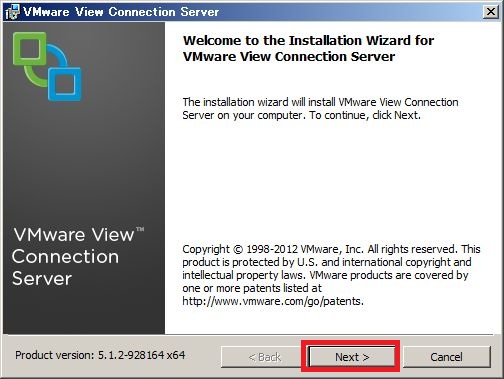 VMware View Connection Server
Welcome to the Installation Wizard for
VMware View Connection Server
The installation wizard will install VMware View Connection
Server on your computer. To continue, click Next.
VMware View™
Connection
Server
Copyright © 1998-2012 VMware, Inc. All rights reserved. This
product is protected by U.S. and international copyright and
intellectual property laws. VMware products are covered by
one or more patents listed at
http://www.vmware.com/go/patents.
Product version: 5.1.2-928164 x64
< Back
Next >
Cancel